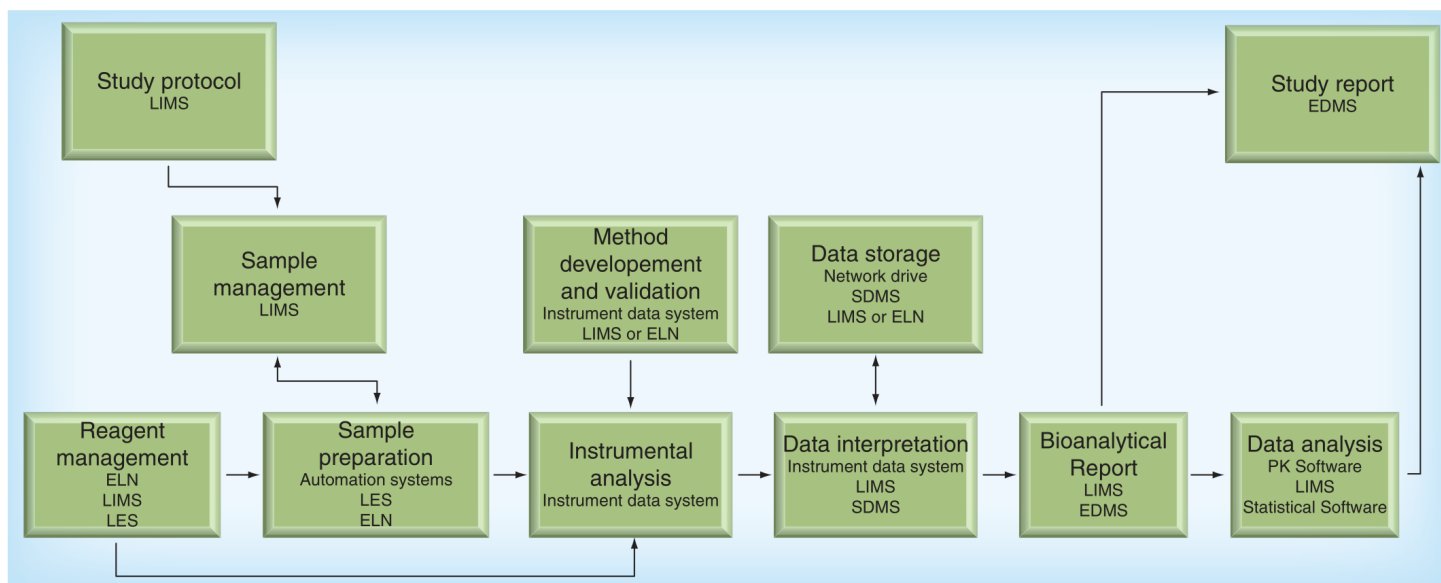 Study protocol
LIMS
Study report
EDMS
Sample
management
LIMS
Method
developement
and validation
Instrument data system
LIMS or ELN
Data storage
Network drive
SDMS
LIMS or ELN
Reagent
management
ELN
LIMS
LES
Sample
preparation
Automation systems
LES
ELN
Instrumental
analysis
Instrument data system
Data interpretation
Instrument data system
LIMS
SDMS
Bioanalytical
Report
LIMS
EDMS
Data analysis
PK Software
LIMS
Statistical Software